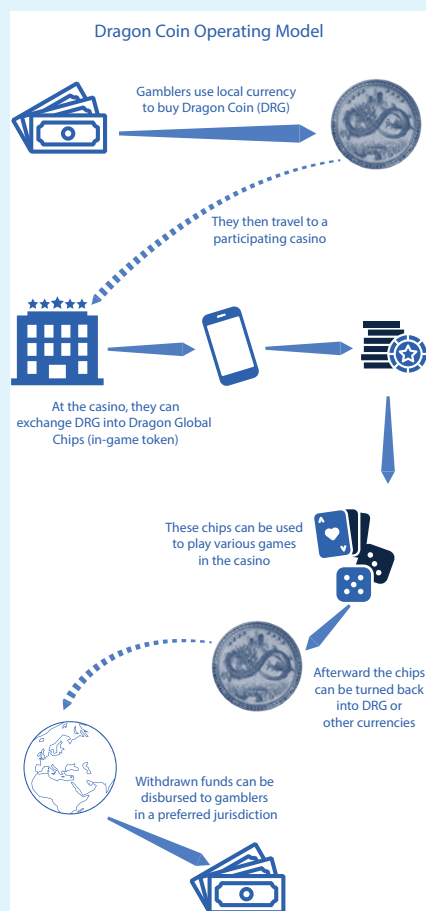 Dragon Coin Operating Model
Gamblers use local currency
to buy Dragon Coin (DRG)
They then travel to a
participating casino
At the casino, they can
exchange DRG into Dragon Global
Chips (in-game token)
These chips can be used
to play various games
in the casino
Afterward the chips
can be turned back
into DRG or
other currencies
Withdrawn funds can be
disbursed to gamblers
in a preferred jurisdiction